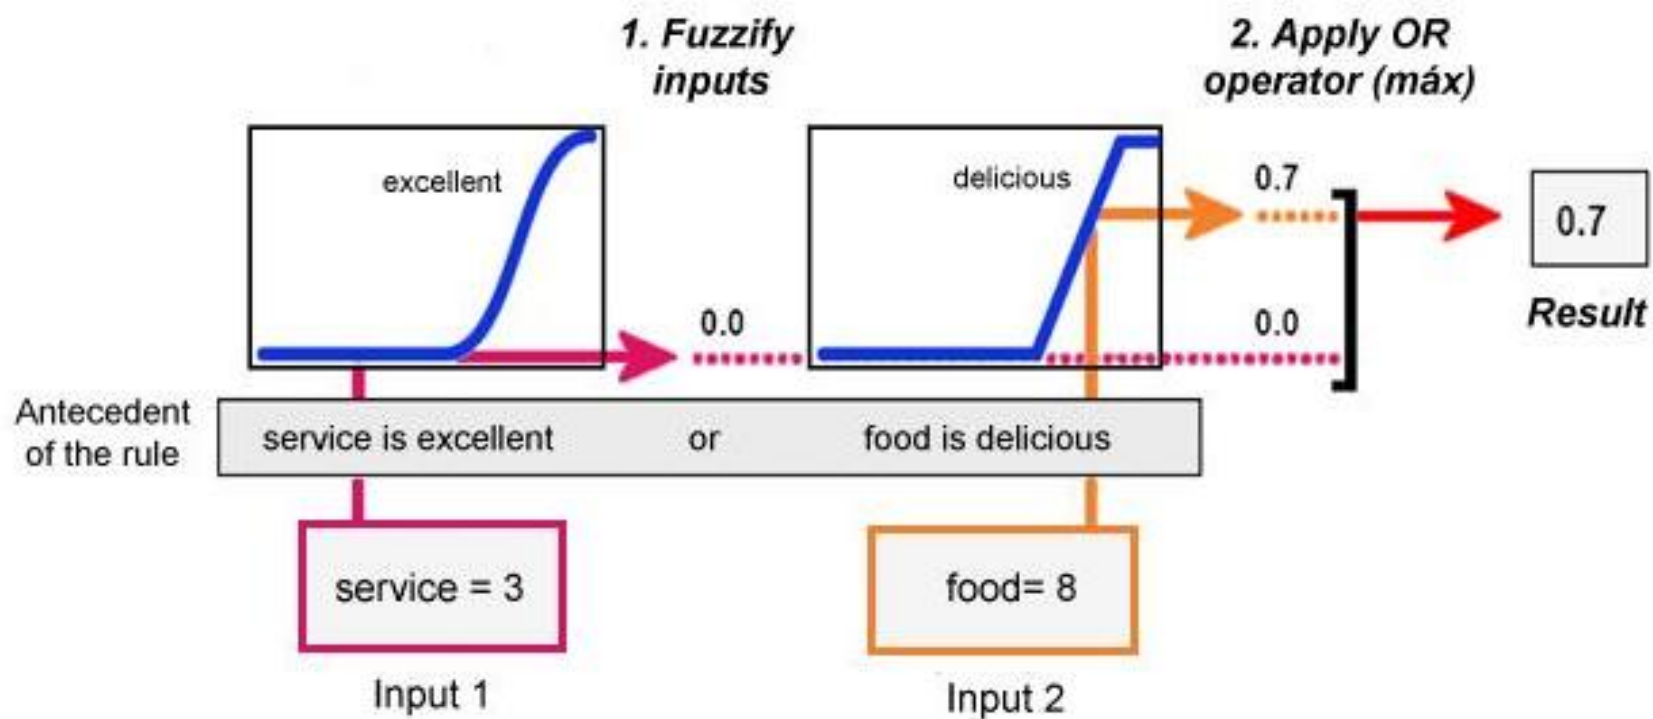 1. Fuzzify
inputs
2. Apply OR
operator (máx)
excellent
delicious
0.7
0.7
0.0
0.0
Result
Antecedent
of the rule
service is excellent or food is delicious
service = 3
food= 8
Input 1
Input 2